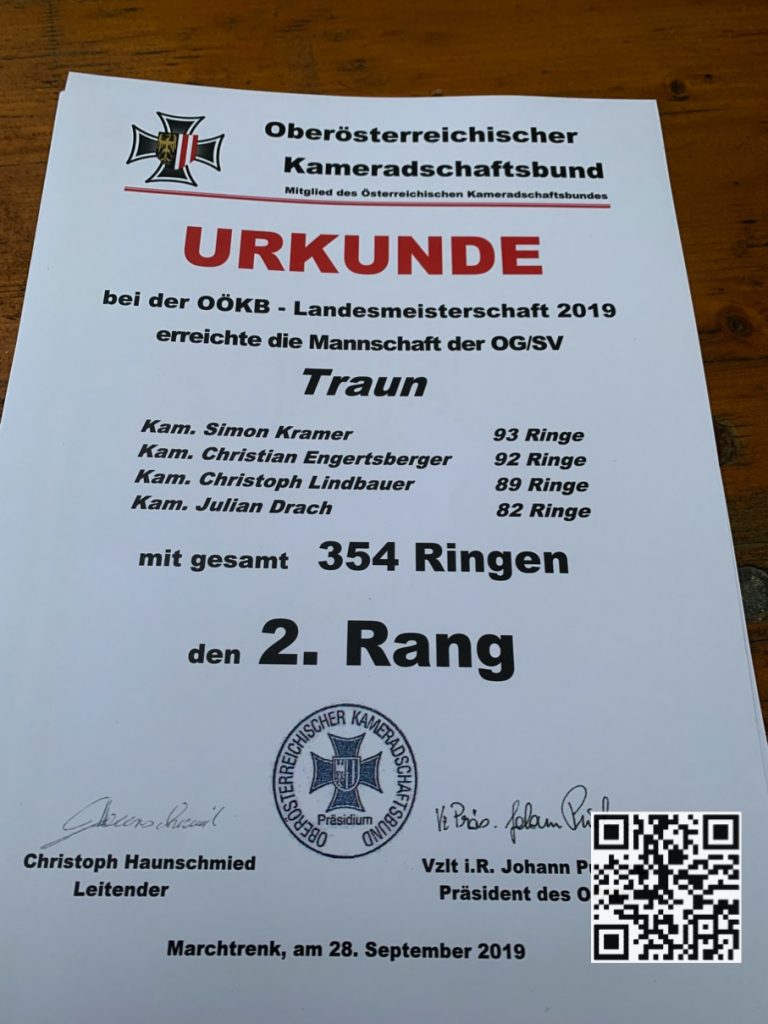 Oberösterreichischer
Kameradschaftsbund
Mitglied des Österreichischen Kameradschaftsbundes
URKUNDE
bei der OÖKB - Landesmeisterschaft 2019
erreichte die Mannschaft der OG/SV
Traun
Kam. Simon Kramer 93 Ringe
Kam. Christian Engertsberger 92 Ringe
Kam. Christoph Lindbauer 89 Ringe
Kam. Julian Drach 82 Ringe
mit gesamt 354 Ringen
den 2. Rang
OBERÖSTERREICHISCHER KAMERADSCHAFTSBUND
Präsidium
Christoph Haunschmied Vzlt i.R. Johann
Leitender Präsident des
Marchtrenk, am 28. September 2019